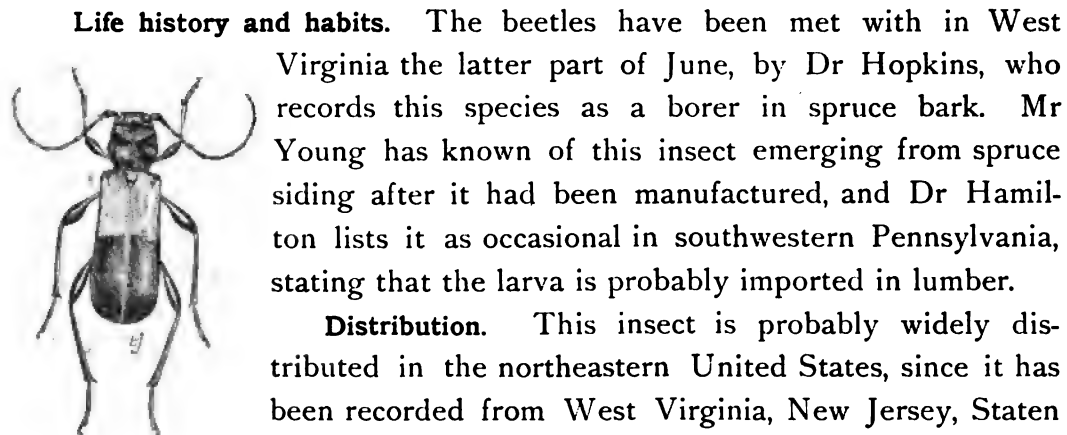 Life history and habits. The beetles have been met with in West
Virginia the latter part of June, by Dr Hopkins, who
records this species as a borer in spruce bark. Mr
Young has known of this insect emerging from spruce
siding after it had been manufactured, and Dr Hamil-
ton lists it as occasional in southwestern Pennsylvania,
stating that the larva is probably imported in lumber.
Distribution. This insect is probably widely dis-
tributed in the northeastern United States, since it has
been recorded from West Virginia, New Jersey, Staten